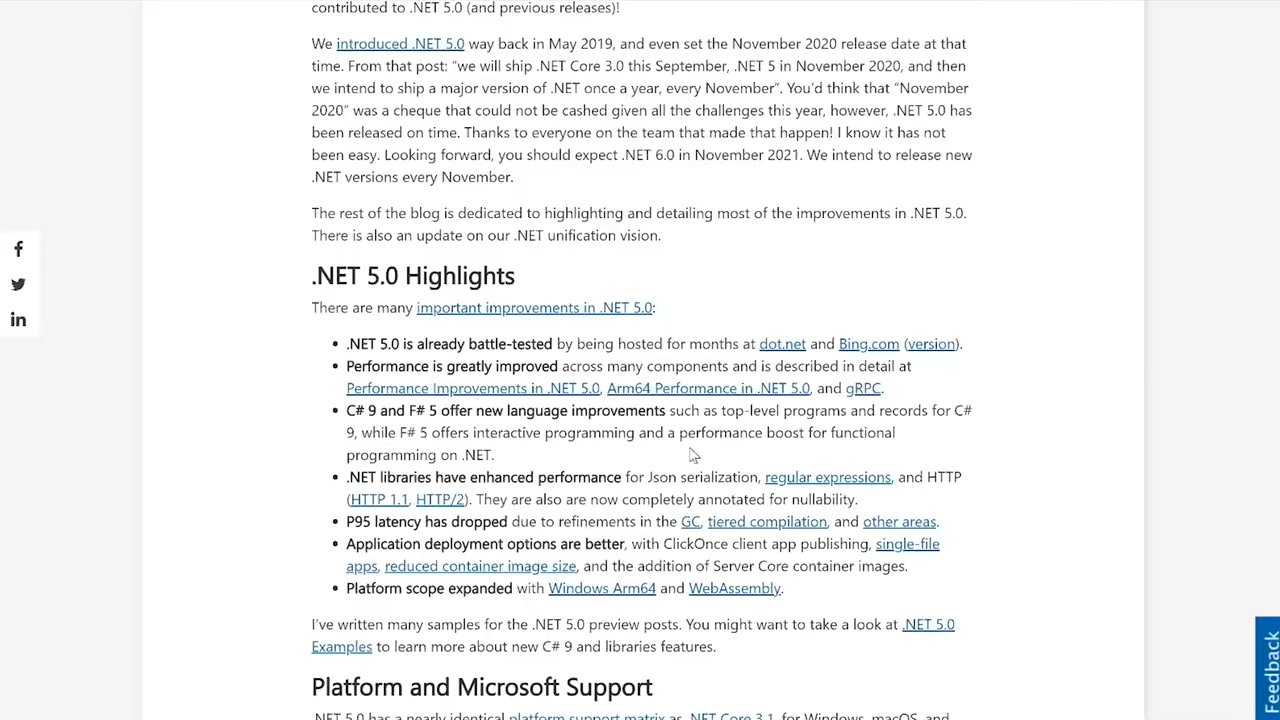 contributed to .NET 5.0 (and previous releases)!
We introduced .NET 5.0 way back in May 2019, and even set the November 2020 release date at that
time. From that post: “we will ship .NET Core 3.0 this September, .NET 5 in November 2020, and then
we intend to ship a major version of .NET once a year, every November”. You’d think that “November
2020” was a cheque that could not be cashed given all the challenges this year, however, .NET 5.0 has
been released on time. Thanks to everyone on the team that made that happen! I know it has not
been easy. Looking forward, you should expect .NET 6.0 in November 2021. We intend to release new
.NET versions every November.
The rest of the blog is dedicated to highlighting and detailing most of the improvements in .NET 5.0.
There is also an update on our .NET unification vision.
.NET 5.0 Highlights
There are many important improvements in .NET 5.0:
• .NET 5.0 is already battle-tested by being hosted for months at dot.net and Bing.com (version).
• Performance is greatly improved across many components and is described in detail at
Performance Improvements in .NET 5.0, Arm64 Performance in .NET 5.0, and gRPC.
• C# 9 and F# 5 offer new language improvements such as top-level programs and records for C#
9, while F# 5 offers interactive programming and a performance boost for functional
programming on .NET.
• .NET libraries have enhanced performance for Json serialization, regular expressions, and HTTP
(HTTP 1.1, HTTP/2). They are also are now completely annotated for nullability.
• P95 latency has dropped due to refinements in the GC, tiered compilation, and other areas.
• Application deployment options are better, with ClickOnce client app publishing, single-file
apps, reduced container image size, and the addition of Server Core container images.
• Platform scope expanded with Windows Arm64 and WebAssembly.
I’ve written many samples for the .NET 5.0 preview posts. You might want to take a look at .NET 5.0
Examples to learn more about new C# 9 and libraries features.
Platform and Microsoft Support
.NET 5.0 has a nearly identical platform support matrix as .NET Core 3.1, for Windows, macOS, and
Feedback